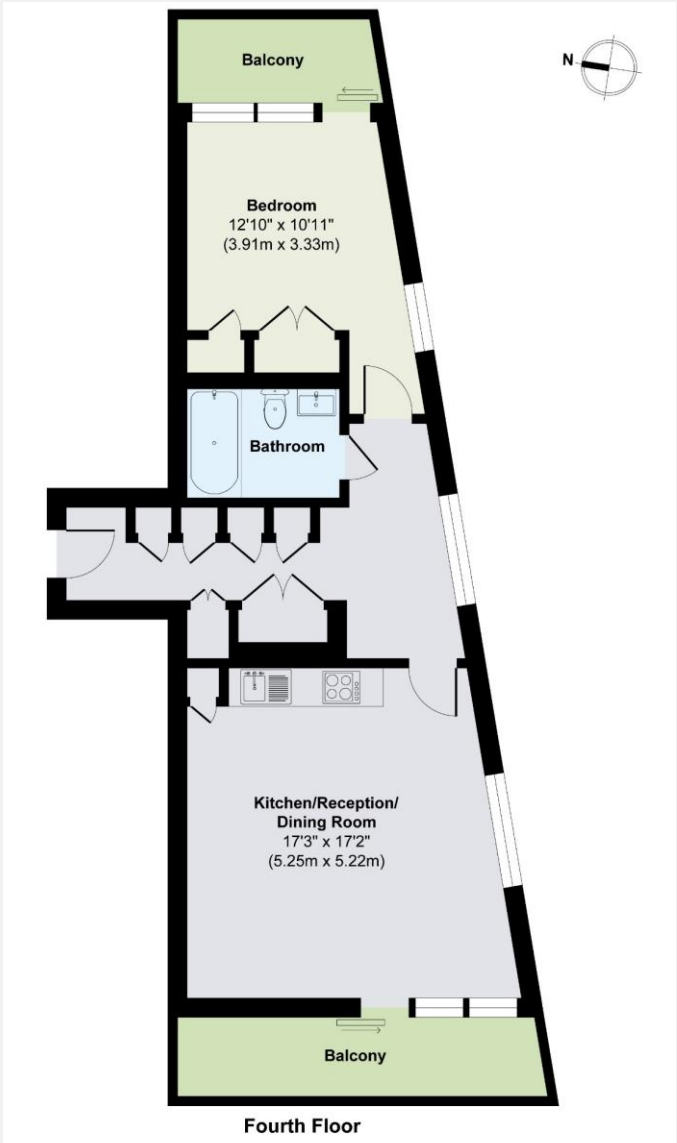 Balcony
N
Bedroom
12'10" x 10'11"
(3.91m x 3.33m)
Bathroom
Kitchen/Reception/
Dining Room
17'3" x 17'2"
(5.25m x 5.22m)
Balcony
Fourth Floor